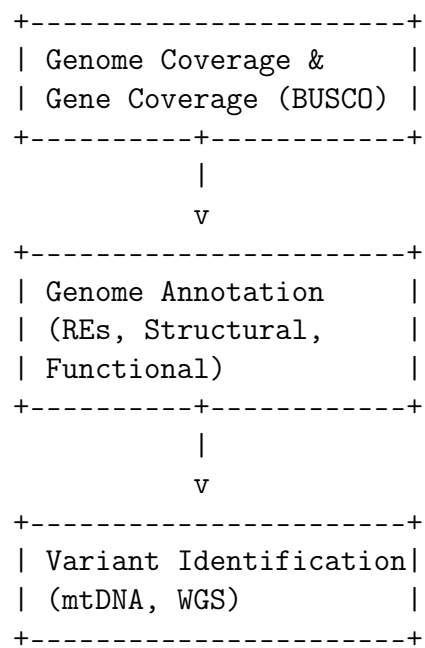 +-----------------------+
| Genome Coverage &     |
| Gene Coverage (BUSCO) |
+----------+------------+
           |
           v
+-----------------------+
| Genome Annotation     |
| (REs, Structural,     |
| Functional)           |
+----------+------------+
           |
           v
+-----------------------+
| Variant Identification|
| (mtDNA, WGS)          |
+-----------------------+